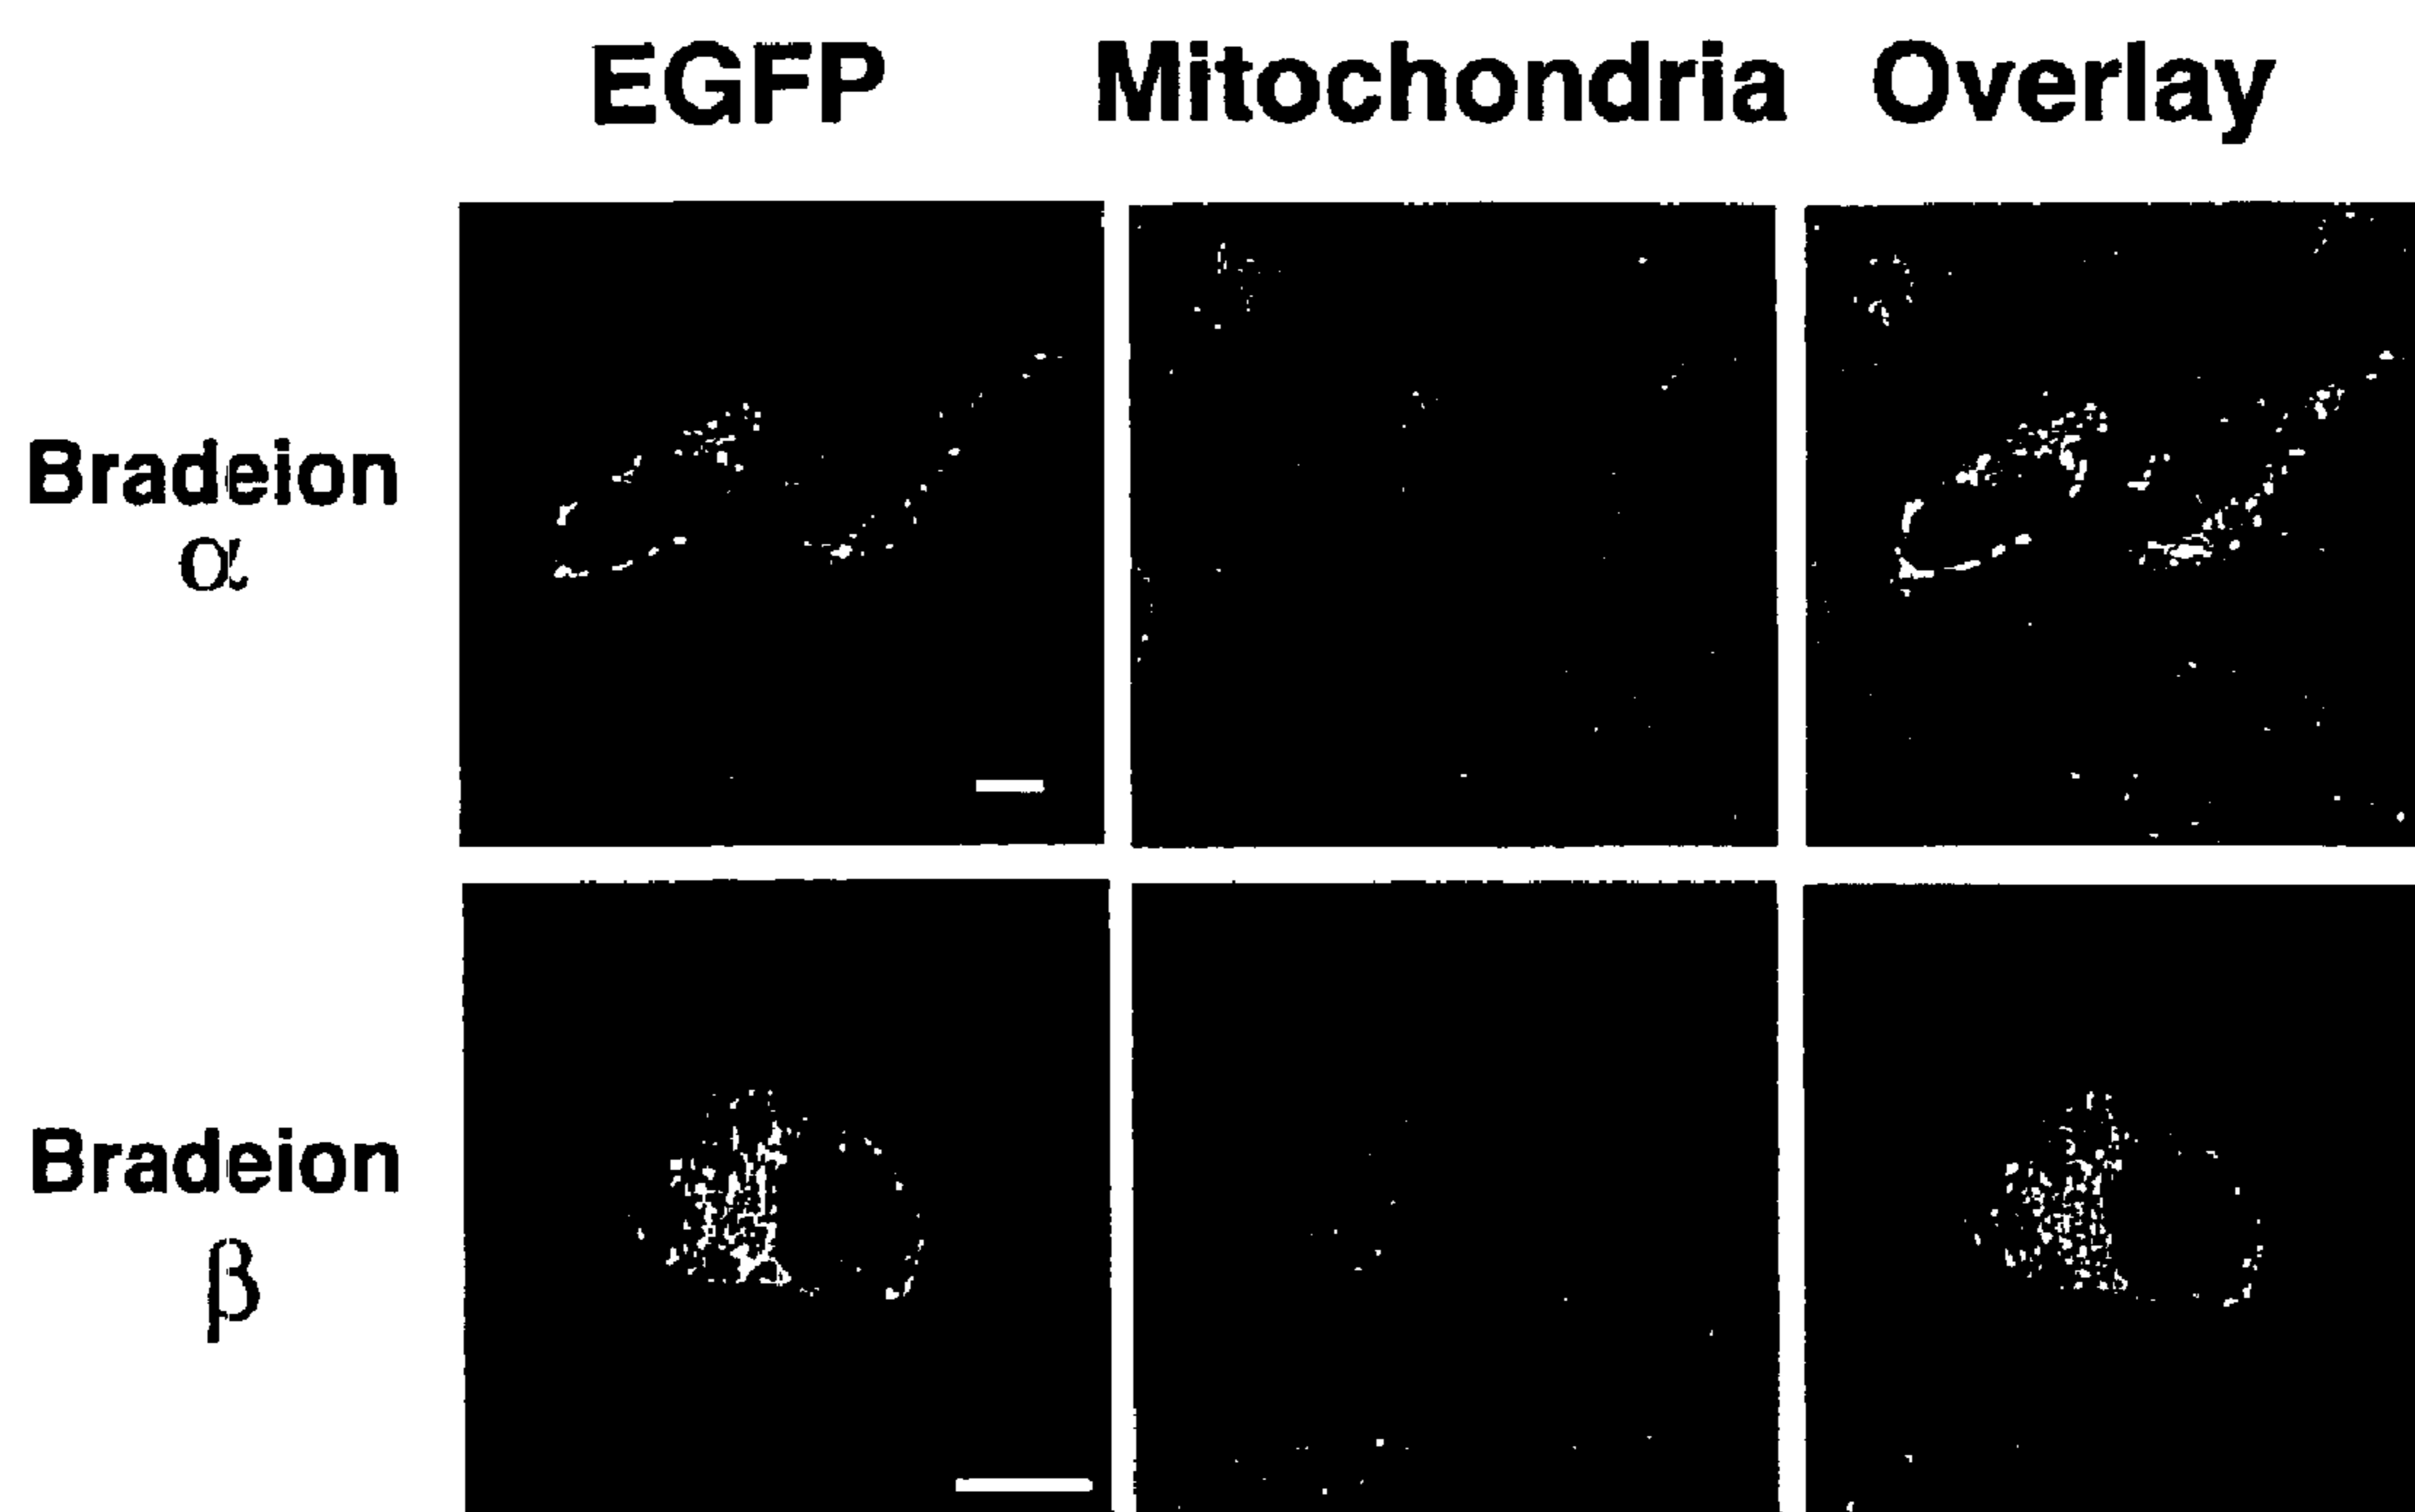 EGFP Mitochondria Overlay
Bradeion
α
Bradeion
β